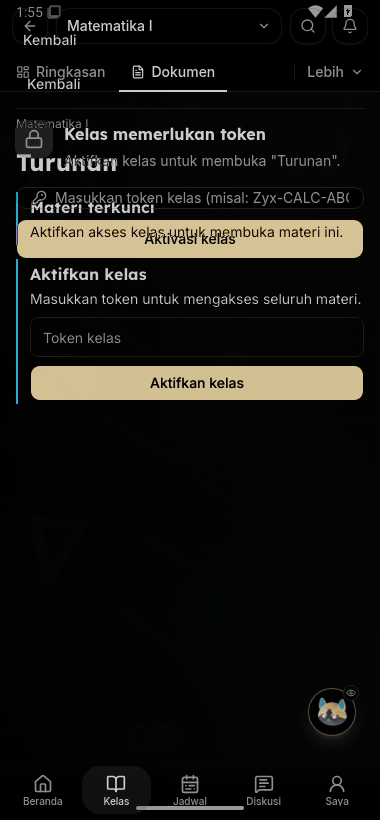 1:55
Kembali
Matematika I
Ringkasan
Dokumen
Lebih
Kembali
Matematika I
Kelas memerlukan token
Turunan
Aktifkan kelas untuk membuka "Turunan".
Masukkan token kelas (misal: Zyx-CALC-ABC
Materi terkunci
Aktifkan akses kelas untuk membuka materi ini.
Aktivasi kelas
Aktifkan kelas
Masukkan token untuk mengakses seluruh materi.
Token kelas
Aktifkan kelas
Beranda
Kelas
Jadwal
Diskusi
Saya